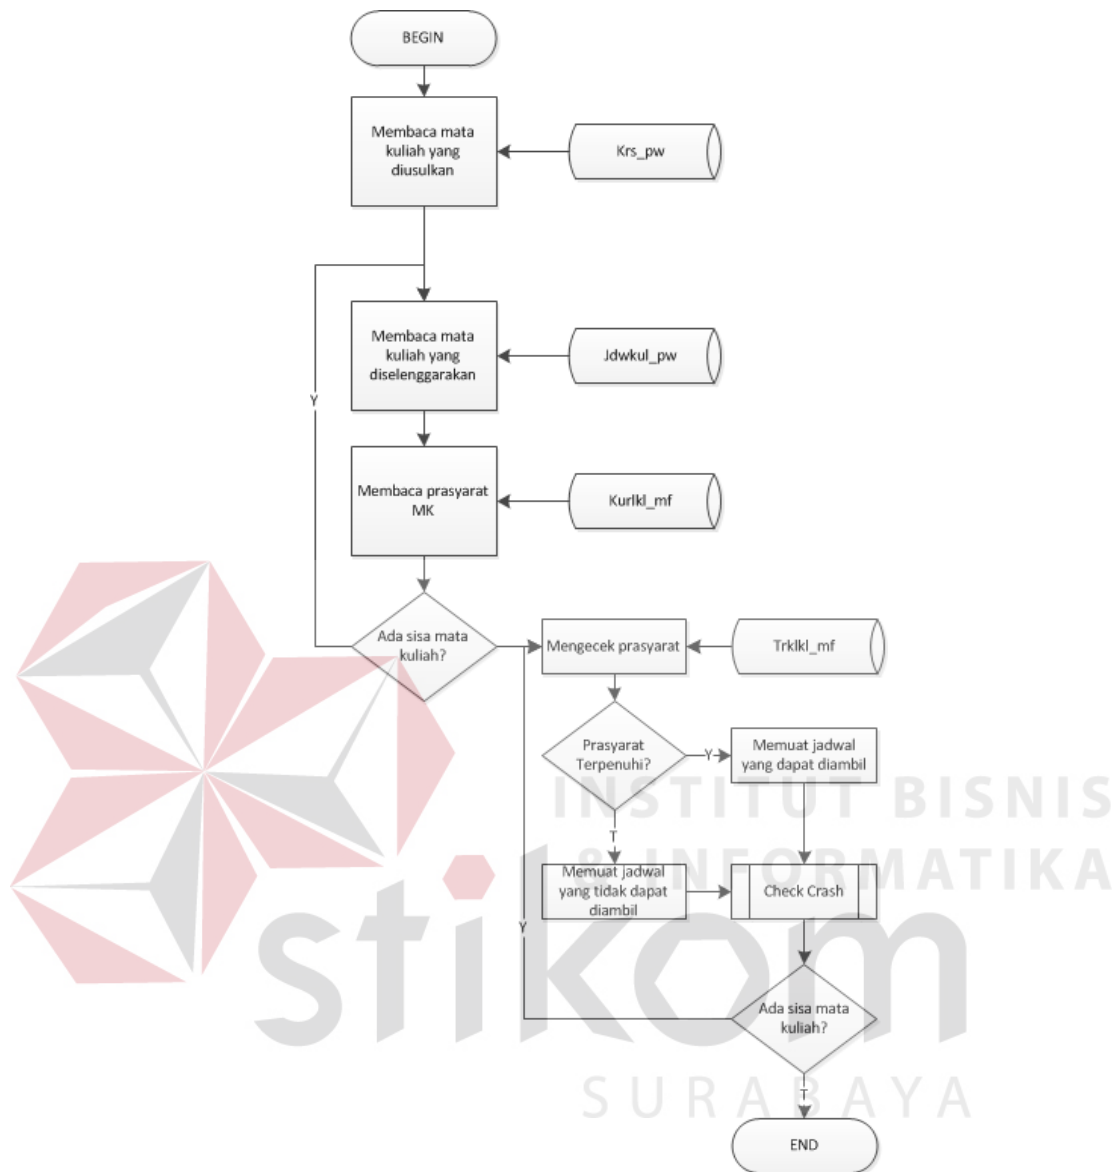 BEGIN
Membaca mata
kuliah yang
diusulkan
Krs_pw
Membaca mata
kuliah yang
diselenggarakan
Jdwkul_pw
Y
Membaca prasyarat
MK
Kurlkl_mf
Ada sisa mata
kuliah?
Mengecek prasyarat
Trklkl_mf
Prasyarat
Terpenuhi?
Y
Memuat jadwal
yang dapat diambil
INSTITUT BISNIS
T
& INFORMATIKA
Memuat jadwal
yang tidak dapat
diambil
Check Crash
Y
stikom
Ada sisa mata
kuliah?
T
SURABAYA
END